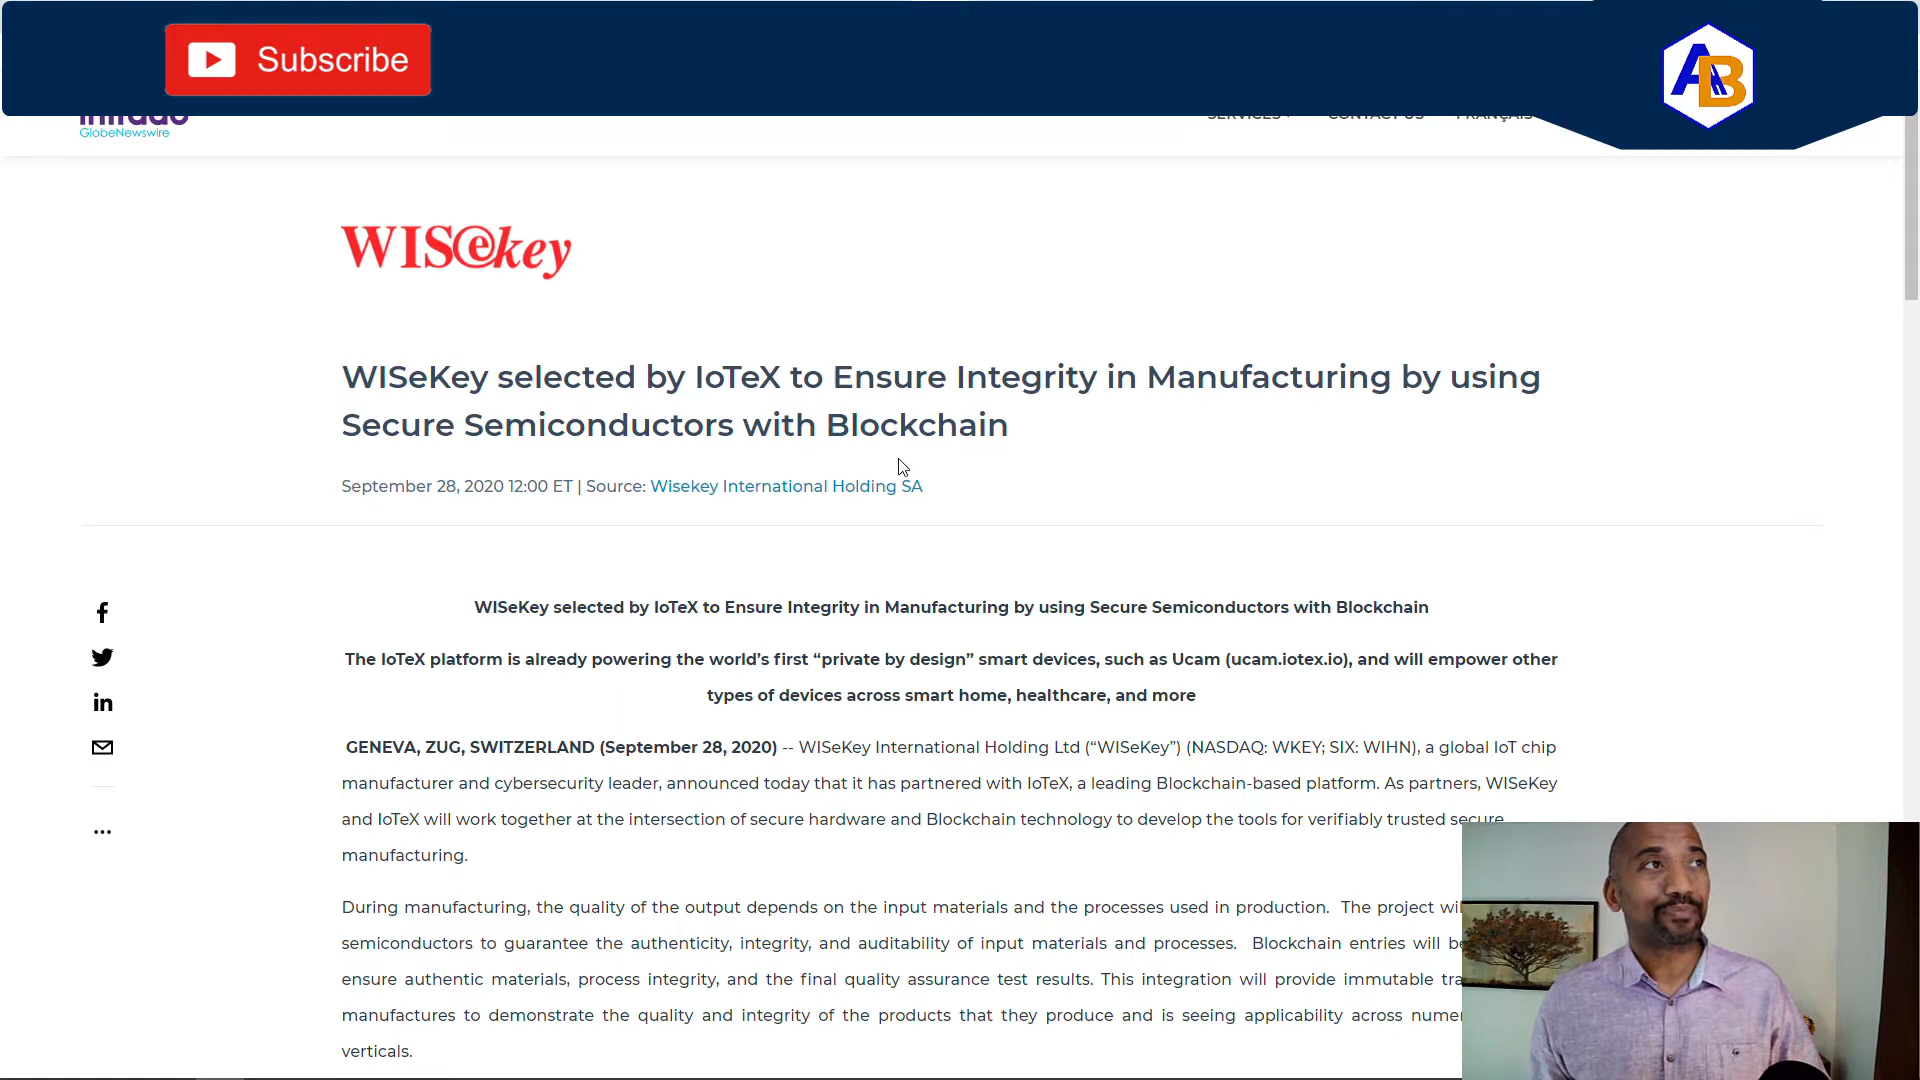 Subscribe
AB
GlobeNewswire
WISekey
WISeKey selected by IoTeX to Ensure Integrity in Manufacturing by using
Secure Semiconductors with Blockchain
September 28, 2020 12:00 ET | Source: Wisekey International Holding SA
WISeKey selected by IoTeX to Ensure Integrity in Manufacturing by using Secure Semiconductors with Blockchain
The IoTeX platform is already powering the world’s first “private by design” smart devices, such as Ucam (ucam.iotex.io), and will empower other
types of devices across smart home, healthcare, and more
GENEVA, ZUG, SWITZERLAND (September 28, 2020) -- WISeKey International Holding Ltd (“WISeKey”) (NASDAQ: WKEY; SIX: WIHN), a global IoT chip
manufacturer and cybersecurity leader, announced today that it has partnered with IoTeX, a leading Blockchain-based platform. As partners, WISeKey
and IoTeX will work together at the intersection of secure hardware and Blockchain technology to develop the tools for verifiably trusted secure
manufacturing.
During manufacturing, the quality of the output depends on the input materials and the processes used in production. The project
semiconductors to guarantee the authenticity, integrity, and auditability of input materials and processes. Blockchain entries will
ensure authentic materials, process integrity, and the final quality assurance test results. This integration will provide immutable
manufactures to demonstrate the quality and integrity of the products that they produce and is seeing applicability across
verticals.